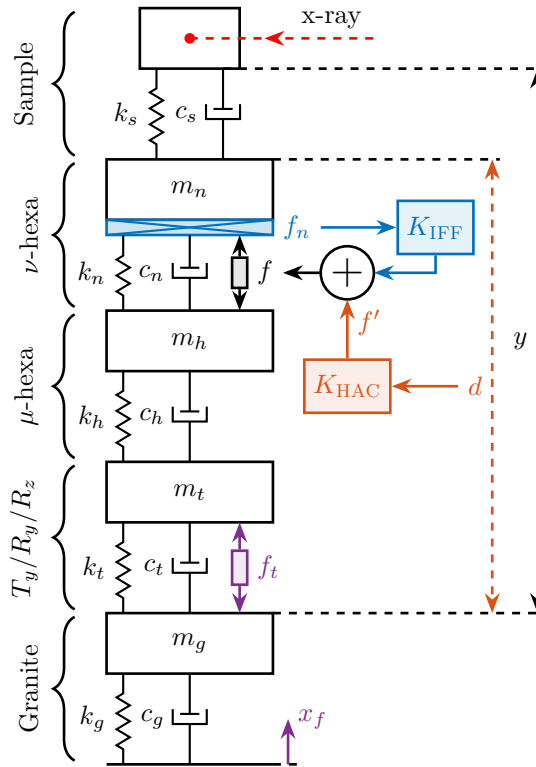 x-ray
Sample
k_s
c_s
m_n
ν-hexa
f_n
K_IFF
k_n
c_n
f
+
y
m_h
f′
μ-hexa
K_HAC
d
k_h
c_h
m_t
T_y/R_y/R_z
k_t
c_t
f_t
m_g
Granite
k_g
c_g
x_f